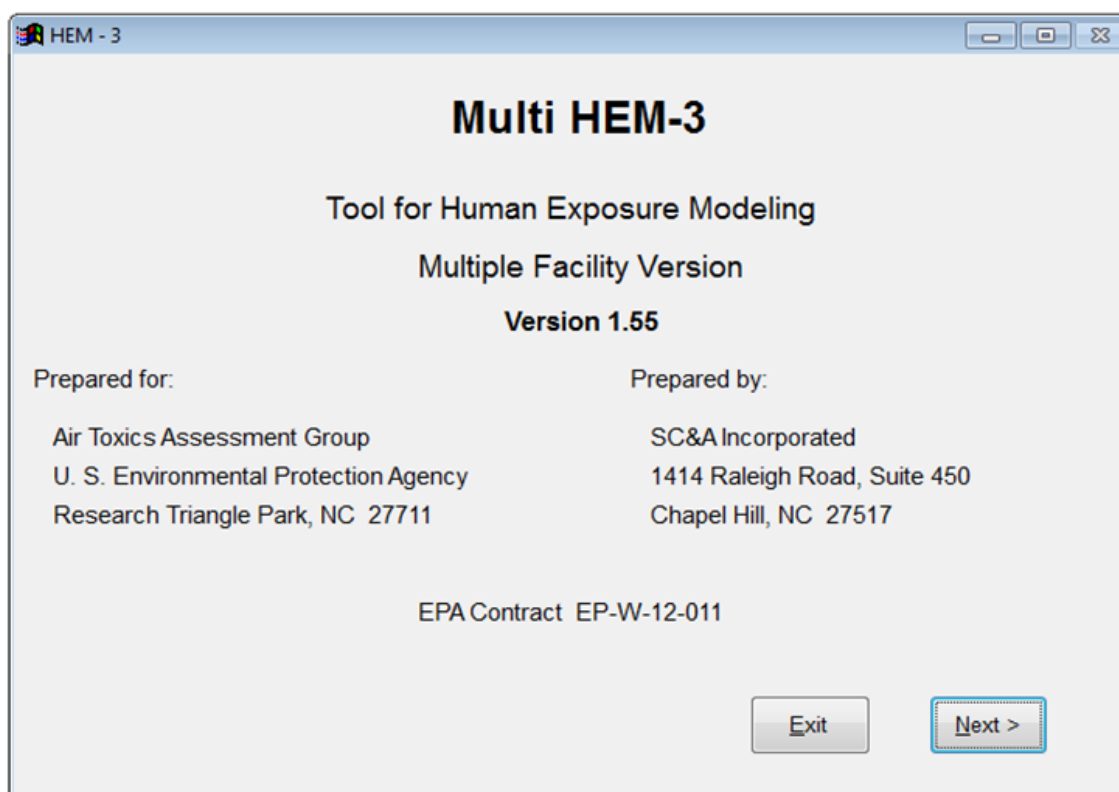 HEM - 3
Multi HEM-3
Tool for Human Exposure Modeling
Multiple Facility Version
Version 1.55
Prepared for:
Air Toxics Assessment Group
U. S. Environmental Protection Agency
Research Triangle Park, NC  27711
Prepared by:
SC&A Incorporated
1414 Raleigh Road, Suite 450
Chapel Hill, NC  27517
EPA Contract  EP-W-12-011
Exit
Next >